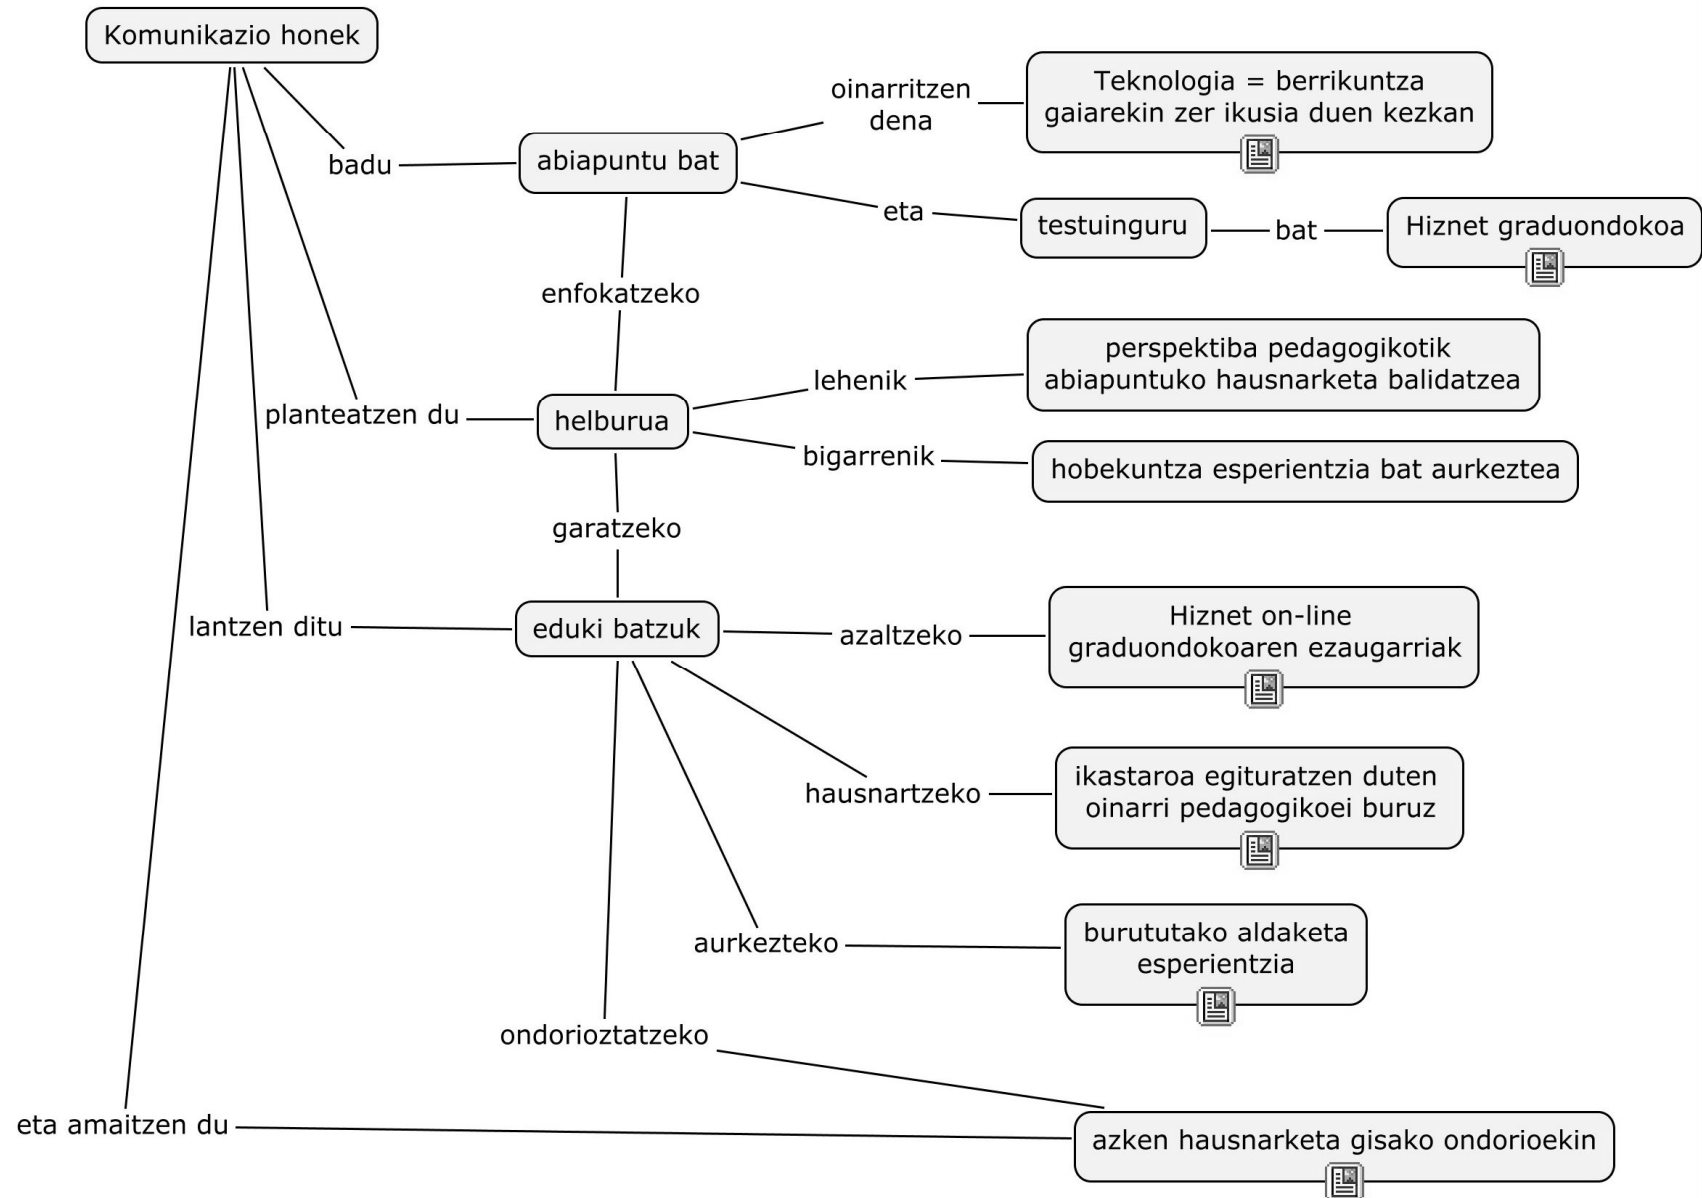 Komunikazio honek
badu
abiapuntu bat
oinarritzen
dena
Teknologia = berrikuntza
gaiarekin zer ikusia duen kezkan
eta
testuinguru
bat
Hiznet graduondokoa
enfokatzeko
planteatzen du
helburua
lehenik
perspektiba pedagogikotik
abiapuntuko hausnarketa balidatzea
bigarrenik
hobekuntza esperientzia bat aurkeztea
garatzeko
lantzen ditu
eduki batzuk
azaltzeko
Hiznet on-line
graduondokoaren ezaugarriak
hausnartzeko
ikastaroa egituratzen duten
oinarri pedagogikoei buruz
aurkezteko
burututako aldaketa
esperientzia
ondorioztatzeko
eta amaitzen du
azken hausnarketa gisako ondorioekin